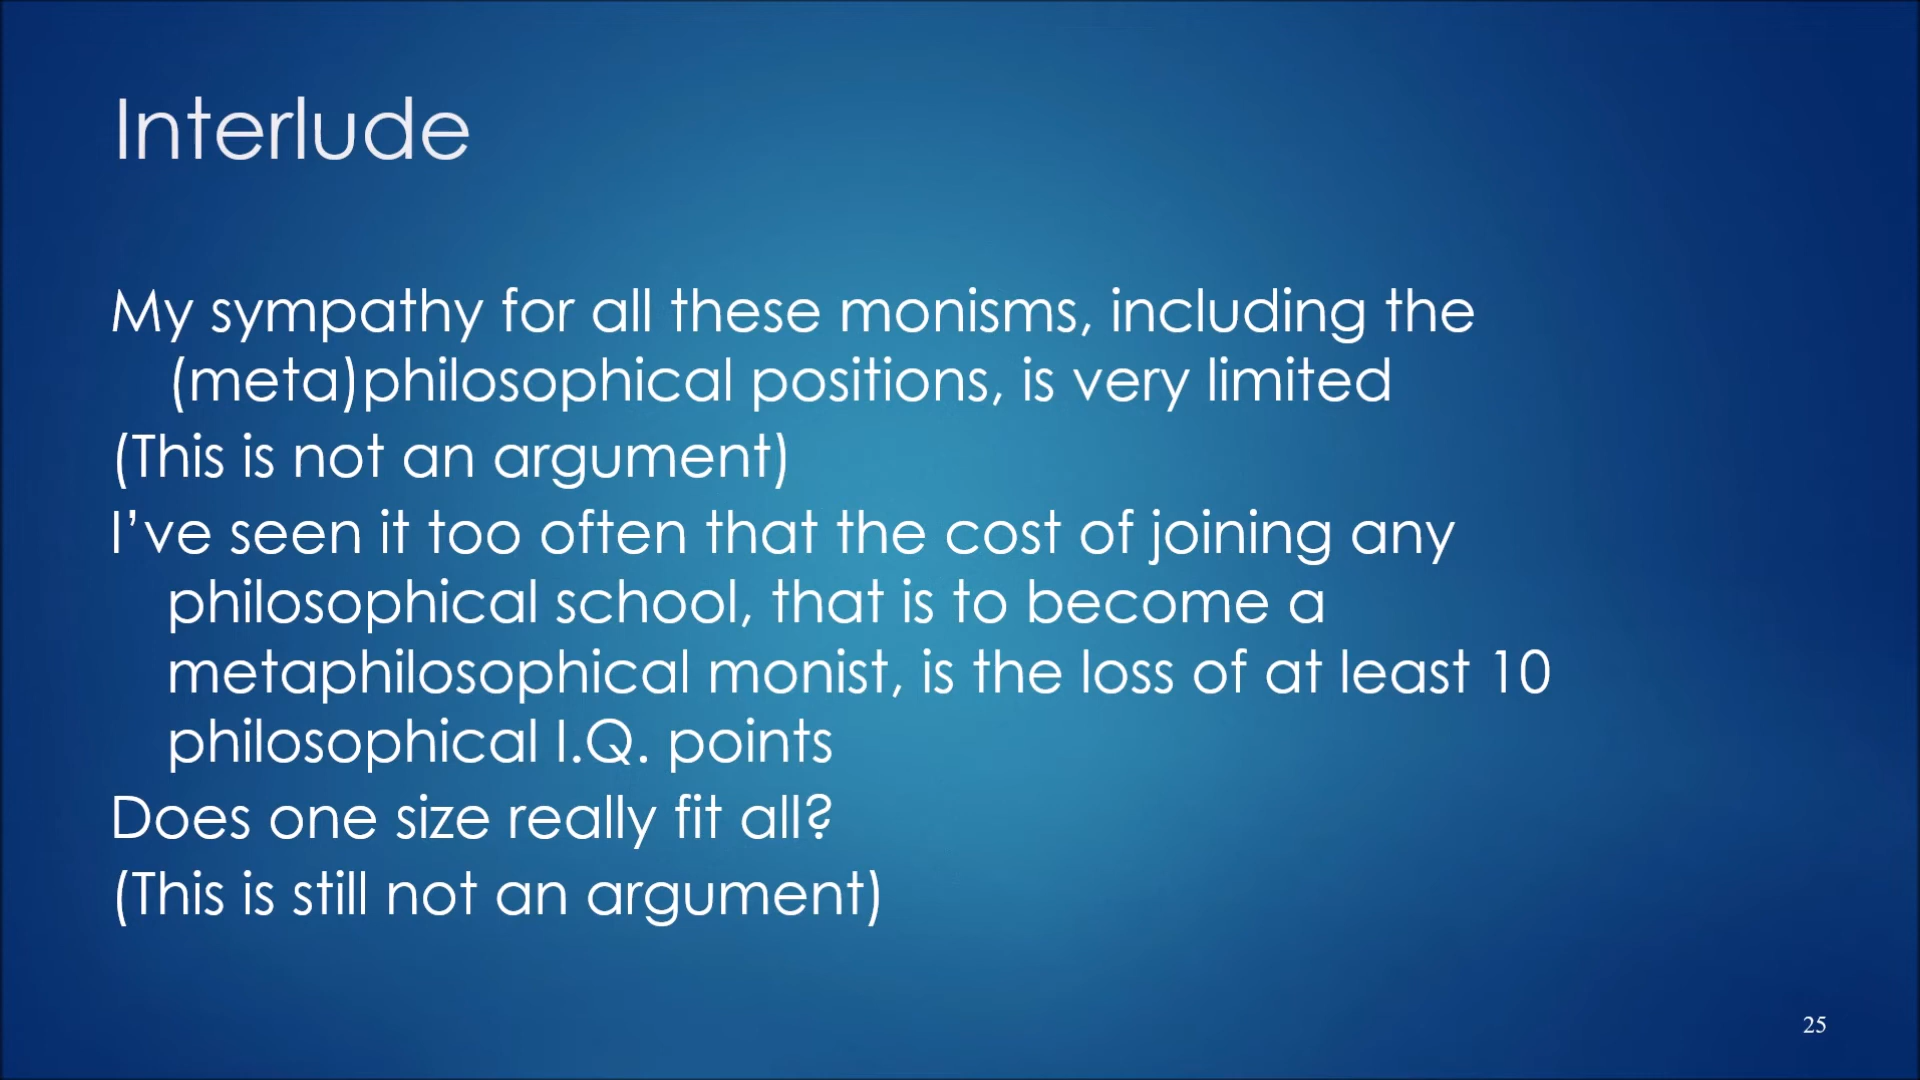 Interlude
My sympathy for all these monisms, including the
(meta)philosophical positions, is very limited
(This is not an argument)
I’ve seen it too often that the cost of joining any
philosophical school, that is to become a
metaphilosophical monist, is the loss of at least 10
philosophical I.Q. points
Does one size really fit all?
(This is still not an argument)
25